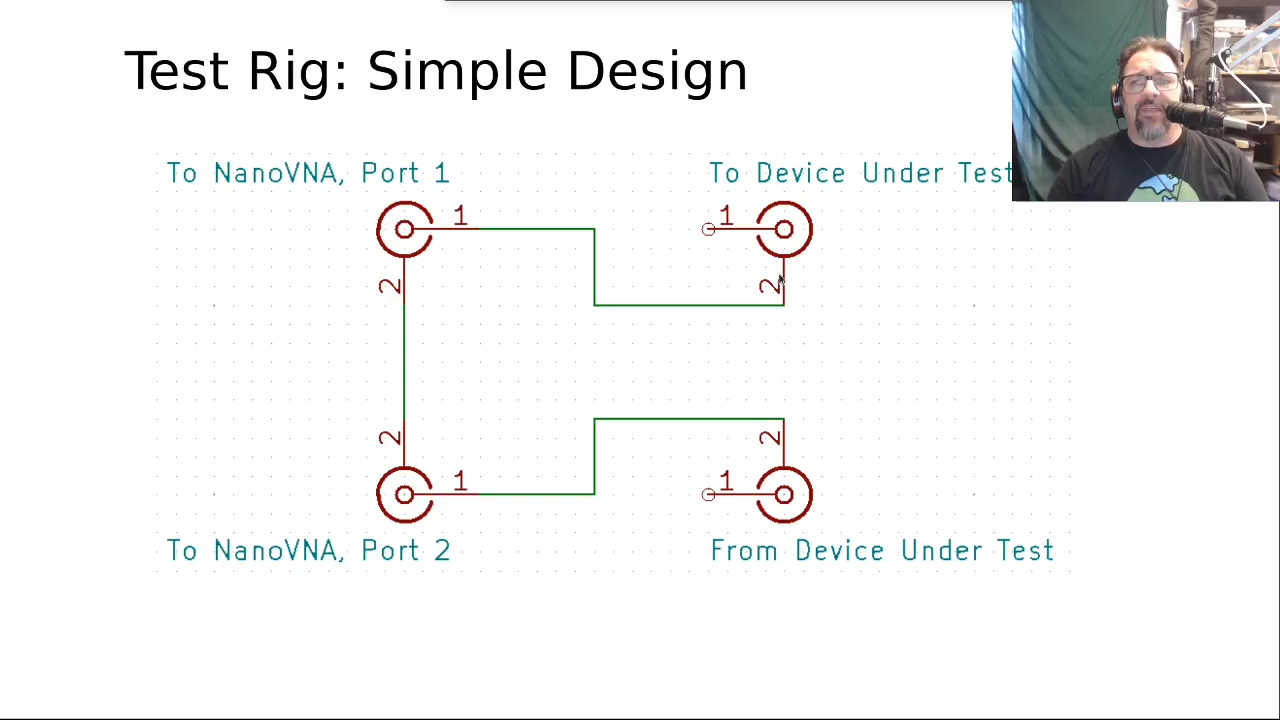 Test Rig: Simple Design
To NanoVNA, Port 1
To Device Under Test
1
1
2
2
2
2
1
1
To NanoVNA, Port 2
From Device Under Test